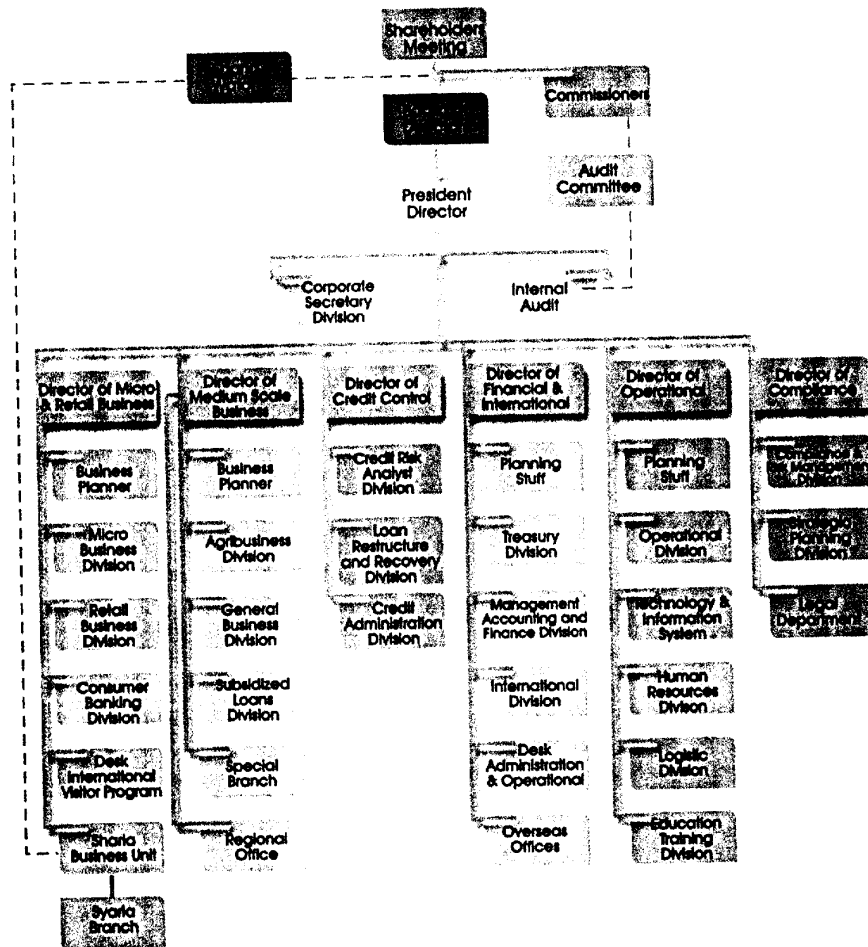 Shareholders
Meeting
Commissioners
Audit
Committee
President
Director
Corporate
Secretary
Division
Internal
Audit
Director of Micro
& Retail Business
Director of
Medium Scale
Business
Director of
Credit Control
Director of
Financial &
International
Director of
Operational
Director of
Compliance
Business
Planner
Business
Planner
Credit Risk
Analyst
Division
Planning
Stuff
Planning
Stuff
Compliance &
Risk Management
Division
Micro
Business
Division
Agribusiness
Division
Loan
Restructure
and Recovery
Division
Treasury
Division
Operational
Division
Strategic
Planning
Division
Retail
Business
Division
General
Business
Division
Credit
Administration
Division
Management
Accounting and
Finance Division
Technology &
Information
System
Legal
Department
Consumer
Banking
Division
Subsidized
Loans
Division
International
Division
Human
Resources
Divison
Desk
International
Visitor Program
Special
Branch
Desk
Administration
& Operational
Logistic
Division
Sharia
Business Unit
Regional
Office
Overseas
Offices
Education
Training
Division
Syaria
Branch